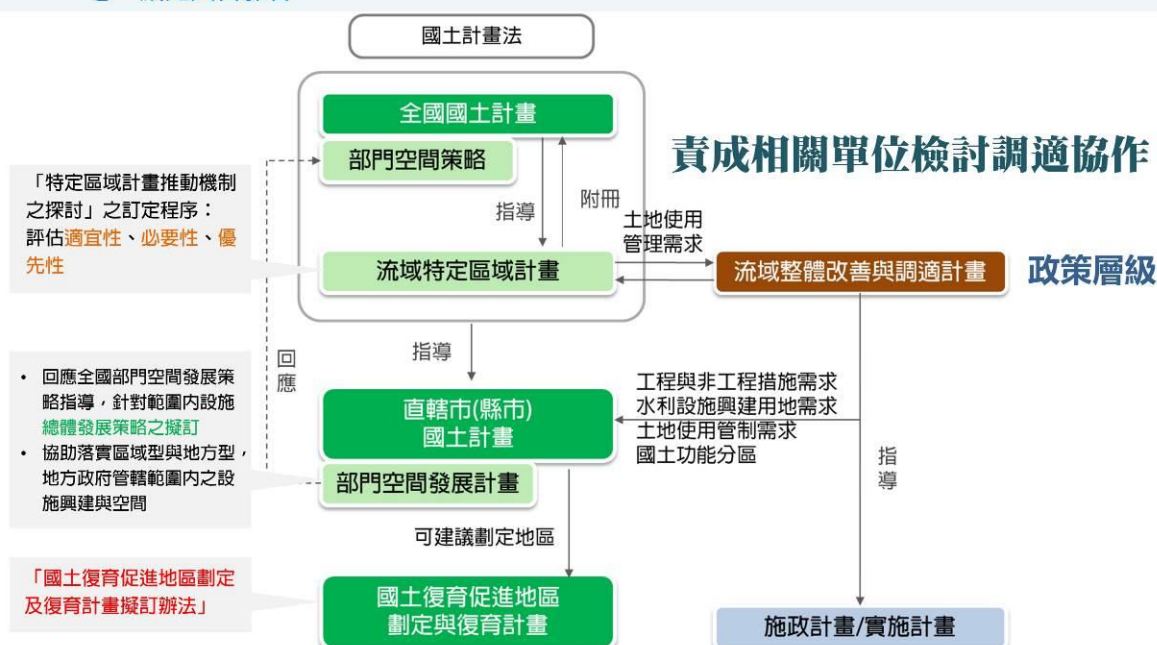 國土計畫法
全國國土計畫
部門空間策略
責成相關單位檢討調適協作
「特定區域計畫推動機制
之探討」之訂定程序：
評估適宜性、必要性、優
先性
指導
附冊
土地使用
管理需求
流域特定區域計畫
流域整體改善與調適計畫
政策層級
指導
回
應
• 回應全國部門空間發展策
略指導，針對範圍內設施
總體發展策略之擬訂
• 協助落實區域型與地方型，
地方政府管轄範圍內之設
施興建與空間
直轄市(縣市)
國土計畫
部門空間發展計畫
工程與非工程措施需求
水利設施興建用地需求
土地使用管制需求
國土功能分區
指
導
可建議劃定地區
「國土復育促進地區劃定
及復育計畫擬訂辦法」
國土復育促進地區
劃定與復育計畫
施政計畫/實施計畫